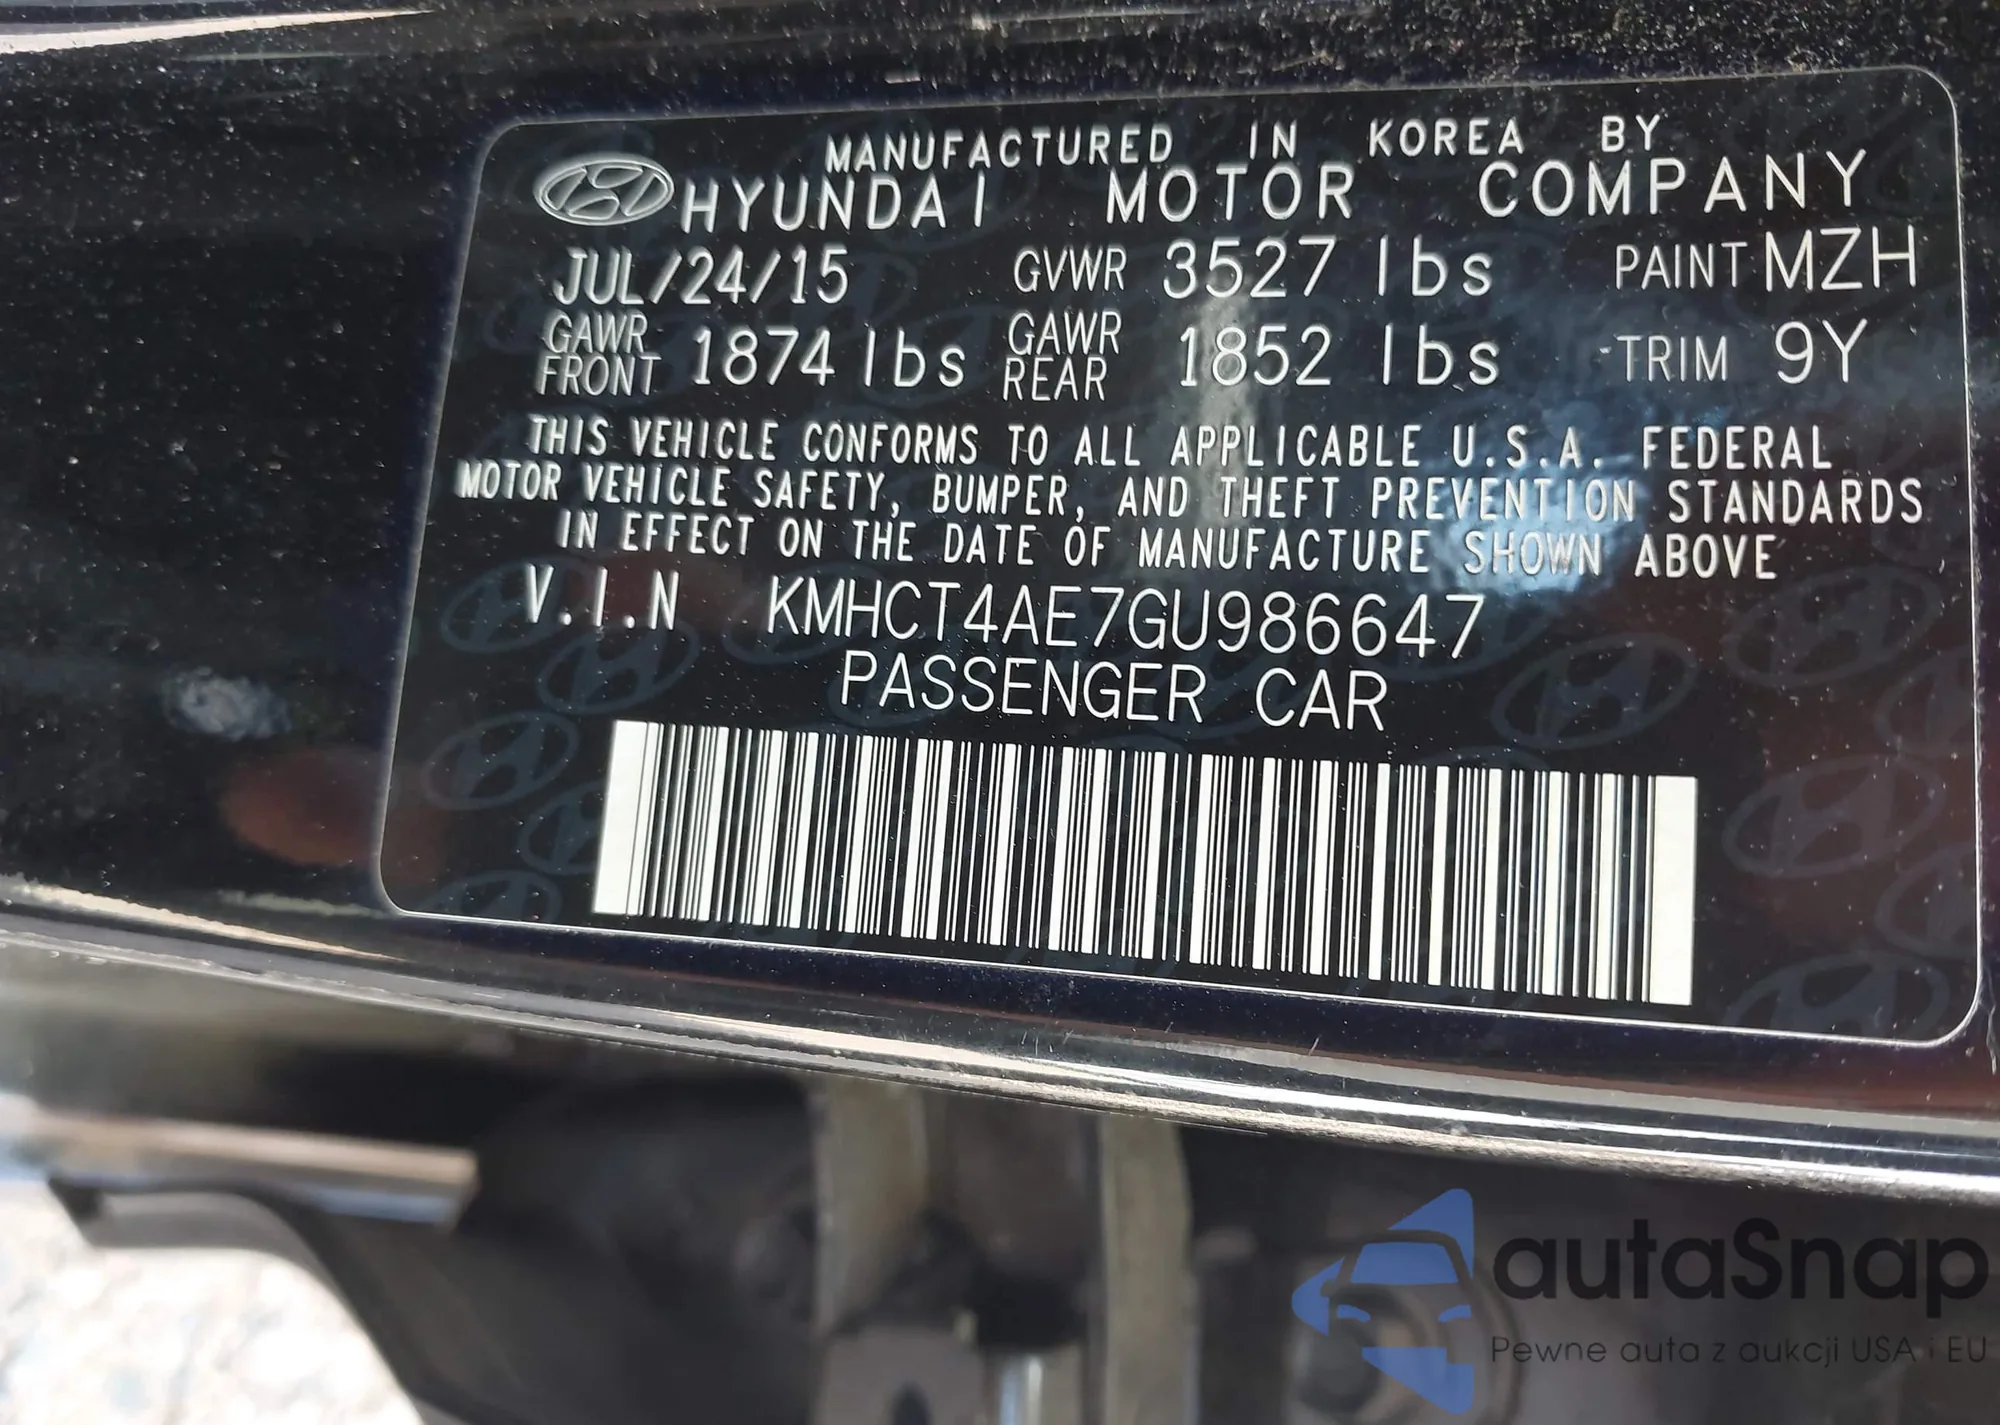 MANUFACTURED IN KOREA BY
HYUNDAI MOTOR COMPANY
JUL/24/15 GVWR 3527 lbs PAINT MZH
GAWR FRONT 1874 lbs GAWR REAR 1852 lbs TRIM 9Y
THIS VEHICLE CONFORMS TO ALL APPLICABLE U.S.A. FEDERAL
MOTOR VEHICLE SAFETY, BUMPER, AND THEFT PREVENTION STANDARDS
IN EFFECT ON THE DATE OF MANUFACTURE SHOWN ABOVE
V.I.N KMHCT4AE7GU986647
PASSENGER CAR
autaSnap
Pewne auta z aukcji USA i EU